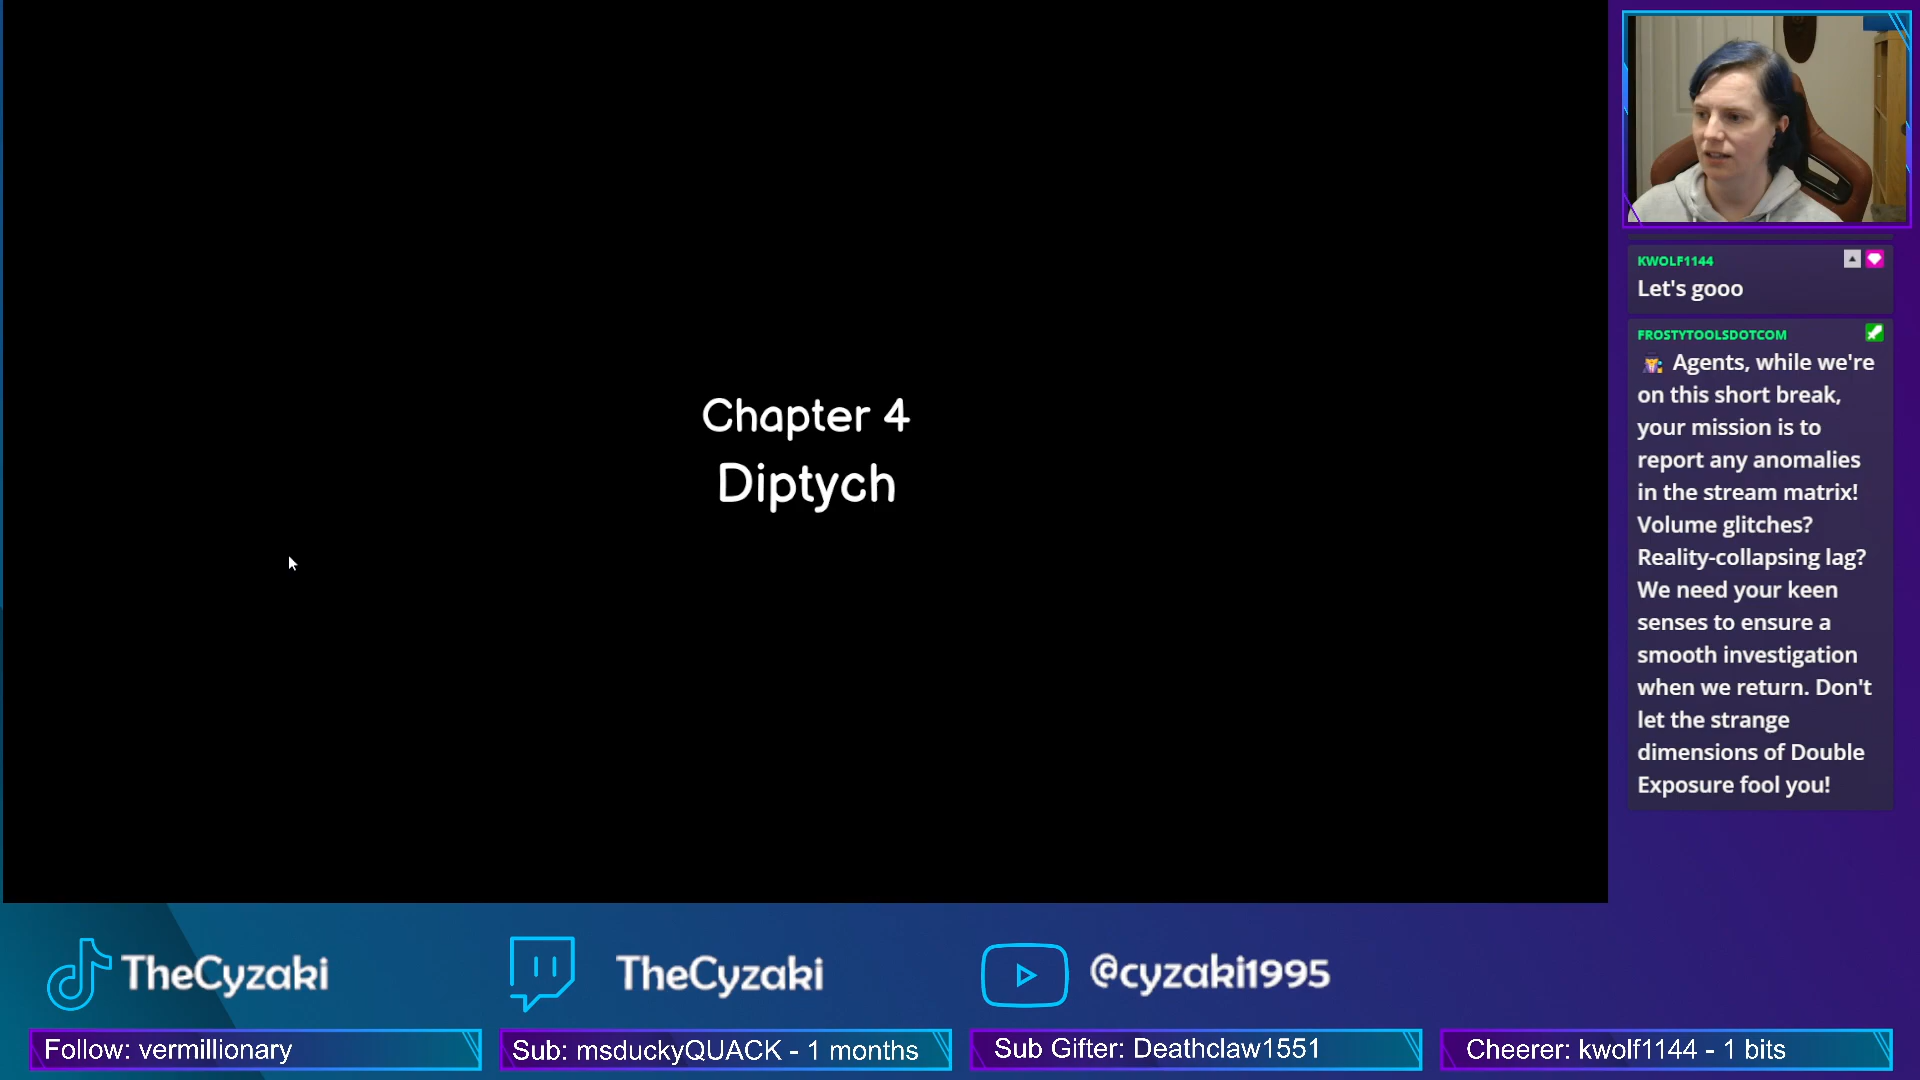 Chapter 4
Diptych
KWOLF1144
Let's gooo
FROSTYTOOLSDOTCOM
Agents, while we're
on this short break,
your mission is to
report any anomalies
in the stream matrix!
Volume glitches?
Reality-collapsing lag?
We need your keen
senses to ensure a
smooth investigation
when we return. Don't
let the strange
dimensions of Double
Exposure fool you!
TheCyzaki
TheCyzaki
@cyzaki1995
Follow: vermillionary
Sub: msduckyQUACK - 1 months
Sub Gifter: Deathclaw1551
Cheerer: kwolf1144 - 1 bits